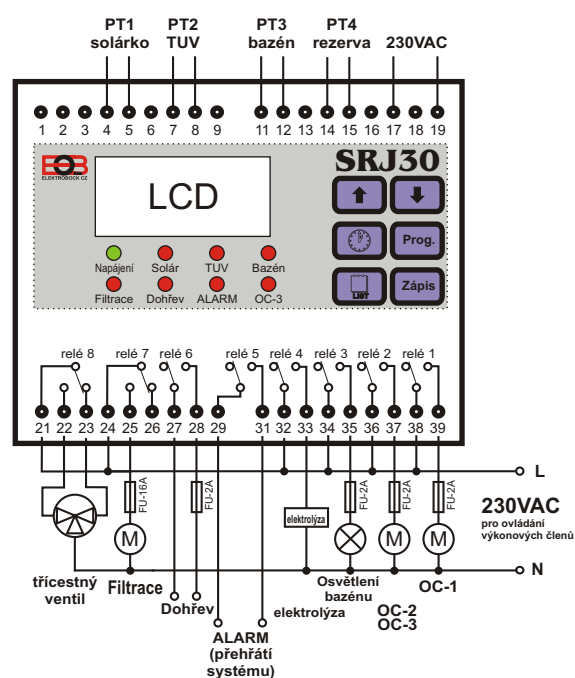 PT1 PT2 PT3 PT4
solárko TUV bazén rezerva 230VAC
1 2 3 4 5 6 7 8 9 11 12 13 14 15 16 17 18 19
EOB
ELEKTROBOCK CZ
SRJ30
LCD
Prog.
Napájení Solár TUV Bazén
Filtrace Dohřev ALARM OC-3
LIST
Zápis
relé 8 relé 7 relé 6 relé 5 relé 4 relé 3 relé 2 relé 1
21 22 23 24 25 26 27 28 29 31 32 33 34 35 36 37 38 39
L
FU-16A FU-2A FU-2A FU-2A FU-2A
230VAC
pro ovládání
výkonových členů
elektrolýza
M M M
N
třícestný
ventil
Filtrace
Dohřev
elektrolýza
Osvětlení
bazénu
OC-1
OC-2
OC-3
ALARM
(přehřátí
systému)